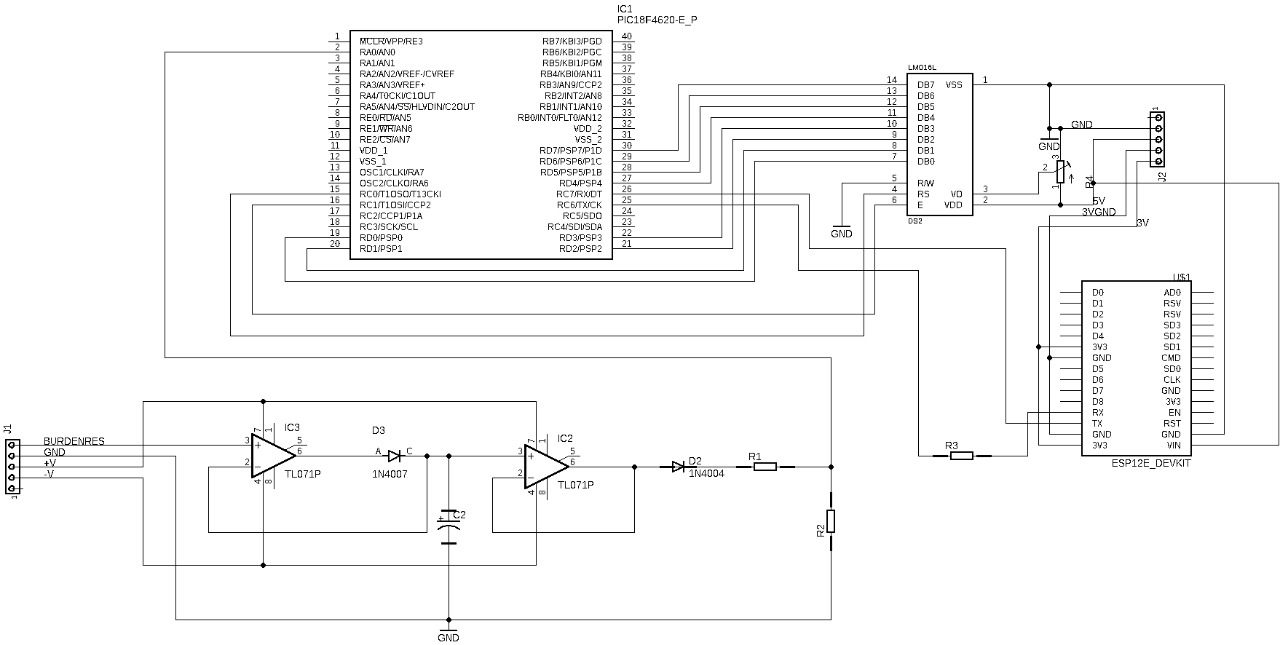 IC1
PIC18F4620-E_P
1 MCLR/VPP/RE3 RB7/KBI3/PGD 40
2 RA0/AN0 RB6/KBI2/PGC 39
3 RA1/AN1 RB5/KBI1/PGM 38
4 RA2/AN2/VREF-/CVREF RB4/KBI0/AN11 37
5 RA3/AN3/VREF+ RB3/AN9/CCP2 36
6 RA4/T0CKI/C1OUT RB2/INT2/AN8 35
7 RA5/AN4/SS/HLVDIN/C2OUT RB1/INT1/AN10 34
8 RE0/RD/AN5 RB0/INT0/FLT0/AN12 33
9 RE1/WR/AN6 VDD_2 32
10 RE2/CS/AN7 VSS_2 31
11 VDD_1 RD7/PSP7/P1D 30
12 VSS_1 RD6/PSP6/P1C 29
13 OSC1/CLKI/RA7 RD5/PSP5/P1B 28
14 OSC2/CLKO/RA6 RD4/PSP4 27
15 RC0/T1OSO/T13CKI RC7/RX/DT 26
16 RC1/T1OSI/CCP2 RC6/TX/CK 25
17 RC2/CCP1/P1A RC5/SDO 24
18 RC3/SCK/SCL RC4/SDI/SDA 23
19 RD0/PSP0 RD3/PSP3 22
20 RD1/PSP1 RD2/PSP2 21
LM016L
14 DB7 VSS 1
13 DB6
12 DB5
11 DB4
10 DB3
9 DB2
8 DB1
7 DB0
5 R/W
4 RS VO 3
6 E VDD 2
DS2
GND
GND
GND
3
2
1
R4
1
J2
5V
3VGND
3V
US1
D0 AD0
D1 RSV
D2 RSV
D3 SD3
D4 SD2
3V3 SD1
GND CMD
D5 SD0
D6 CLK
D7 GND
D8 3V3
RX EN
TX RST
GND GND
3V3 VIN
ESP12E_DEVKIT
R3
J1
BURDENRES
GND
+V
-V
1
IC3
7 1
3 + 5
6
2 -
4 8
TL071P
D3
A C
1N4007
C2
+
IC2
7 1
3 + 5
6
2 -
4 8
TL071P
D2
1N4004
R1
R2
GND